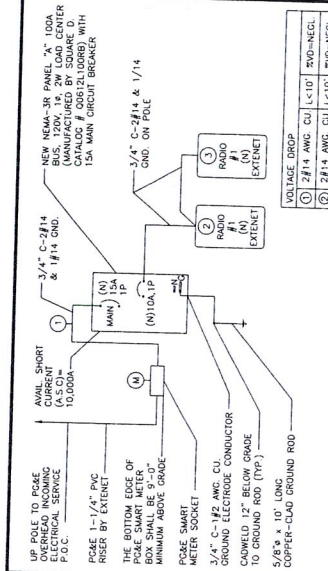 UP POLE TO PG&E
OVERHEAD INCOMING
ELECTRICAL SERVICE
P.O.C.
PG&E 1-1/4" PVC
RISER BY EXTENET
THE BOTTOM EDGE OF
PG&E SMART METER
BOX SHALL BE 9'-0"
MINIMUM ABOVE GRADE
PG&E SMART
METER SOCKET
3/4" C-1#2 AWG. CU.
GROUND ELECTRODE CONDUCTOR
CADWELD 12" BELOW GRADE
TO GROUND ROD (TYP.)
5/8"ø x 10' LONG
COPPER-CLAD GROUND ROD
AVAIL. SHORT
CURRENT
(A.S.C)=
10,000A
1
M
3/4" C-2#14
& 1#14 GND.
NEW NEMA-3R PANEL "A" 100A
BUS, 120V, 1ø, 2W LOAD CENTER
(MANUFACTURED BY SQUARE D.
CATALOG # 00612L100RB) WITH
15A MAIN CIRCUIT BREAKER
(N)
MAIN
15A
1P
(N)10A,1P
3/4" C-2#14 & 1/14
GND. ON POLE
2
RADIO
#1
(N)
EXTENET
3
RADIO
#1
(N)
EXTENET
VOLTAGE DROP
1 2#14 AWG. CU. L<10' %VD=NEGL.
2 2#14 AWG. CU. L<10'